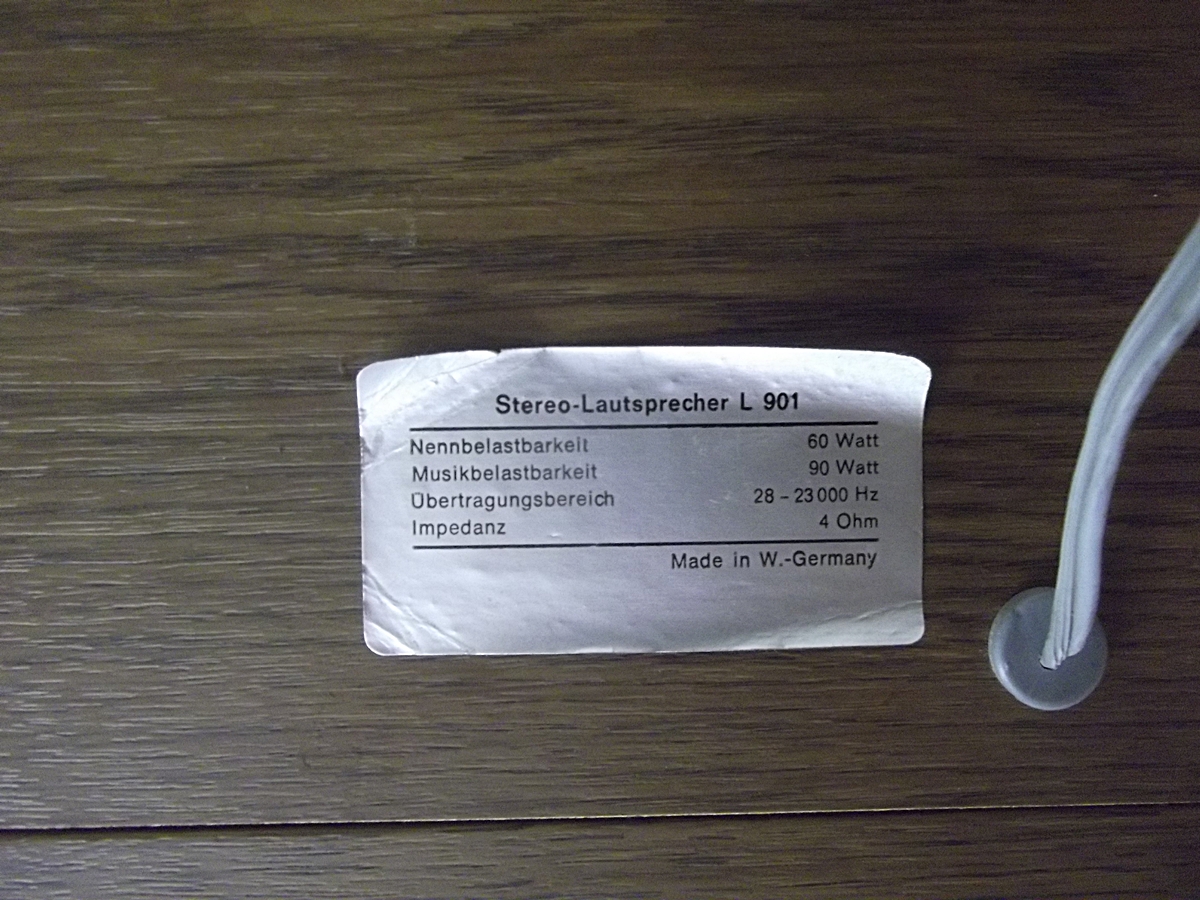 Stereo-Lautsprecher L 901
Nennbelastbarkeit 60 Watt
Musikbelastbarkeit 90 Watt
Übertragungsbereich 28 – 23 000 Hz
Impedanz 4 Ohm
Made in W.-Germany